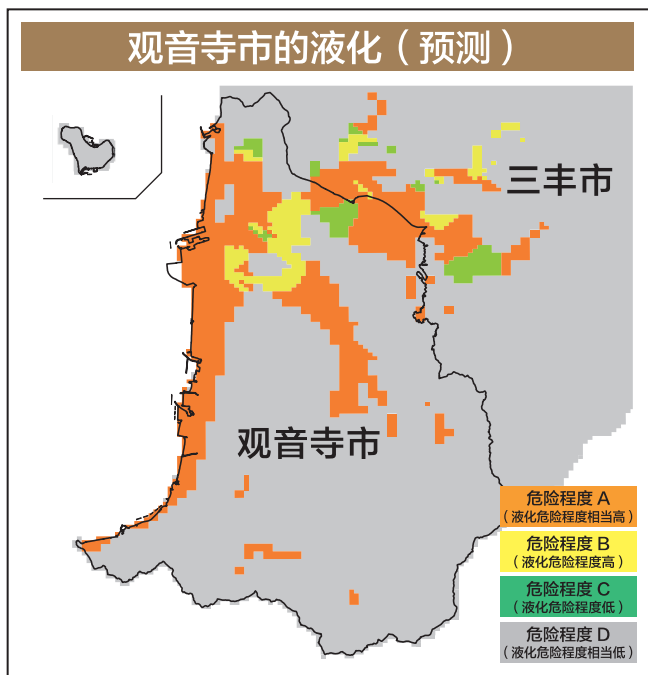 观音寺市的液化（预测）
三丰市
观音寺市
危险程度 A
（液化危险程度相当高）
危险程度 B
（液化危险程度高）
危险程度 C
（液化危险程度低）
危险程度 D
（液化危险程度相当低）